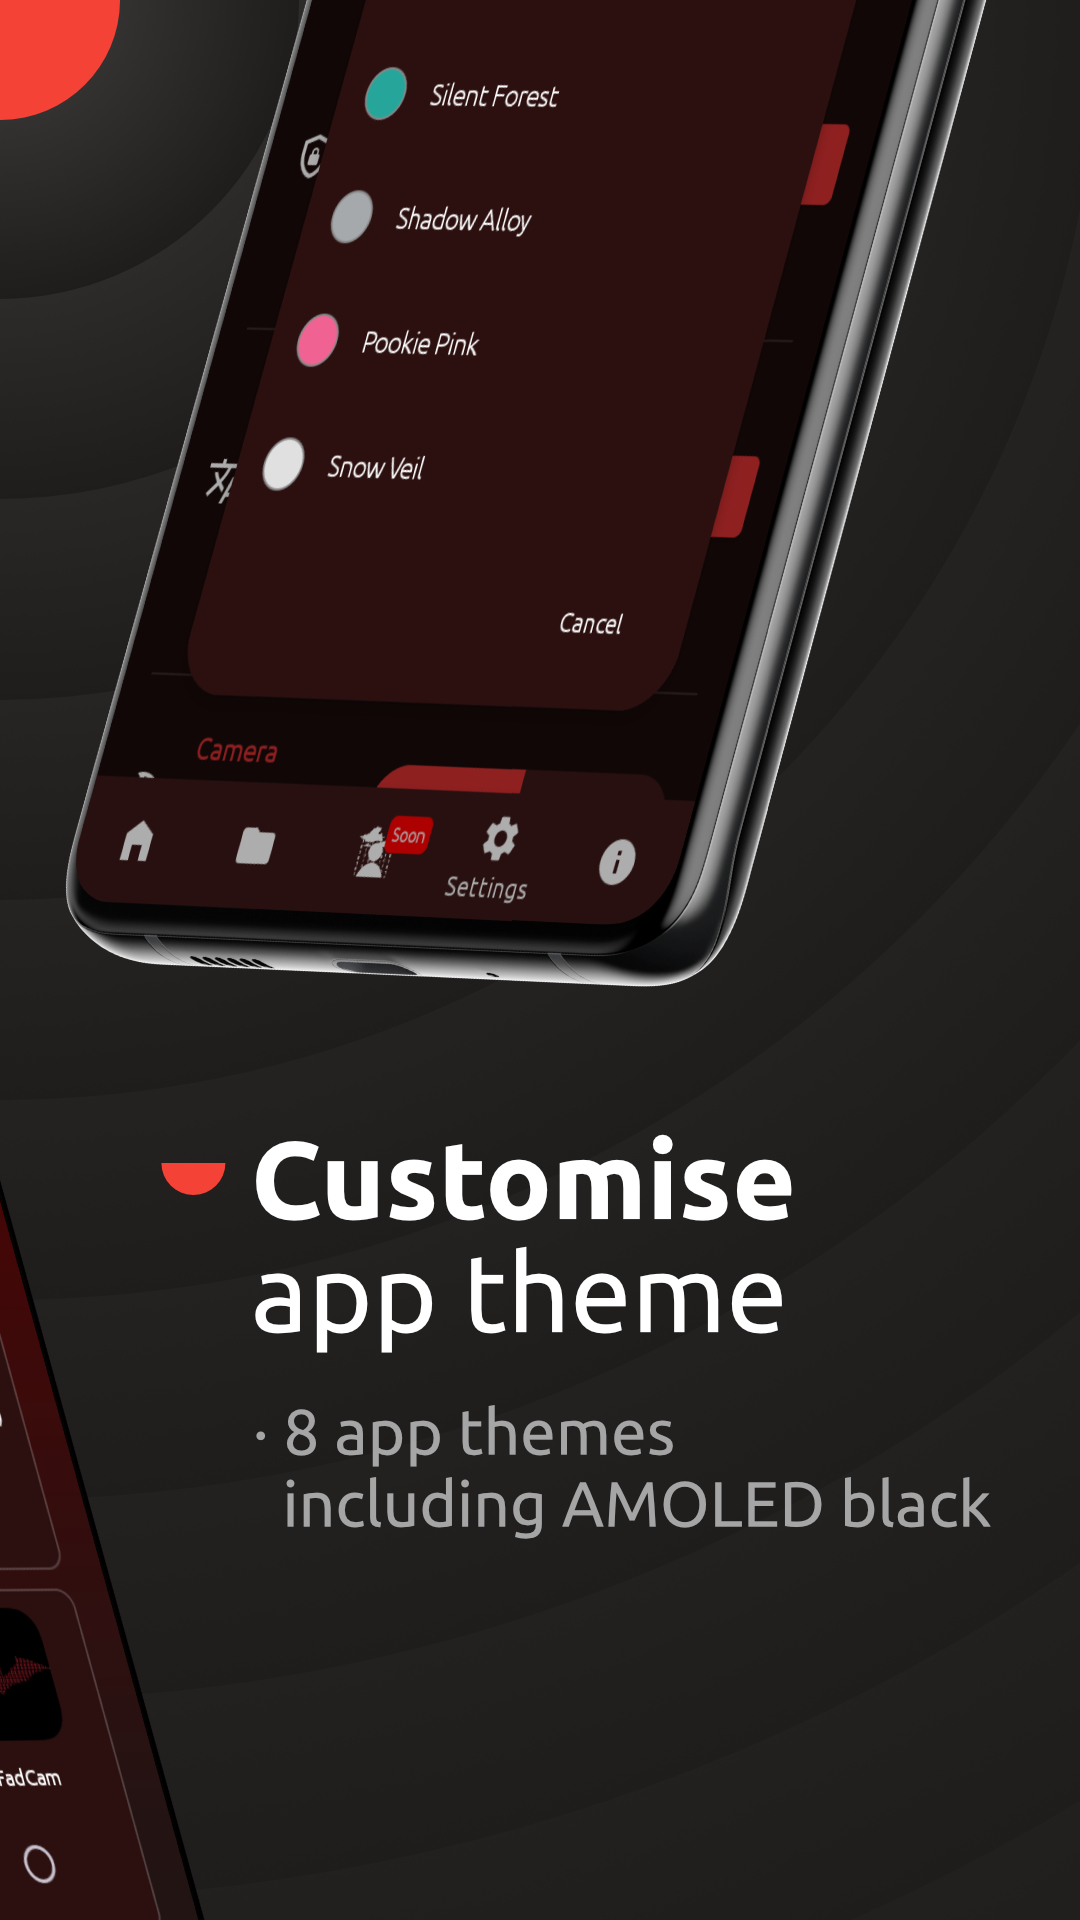 Silent Forest
Shadow Alloy
Pookie Pink
Snow Veil
Cancel
Camera
Soon
Settings
Customise
app theme
· 8 app themes
including AMOLED black
FadCam